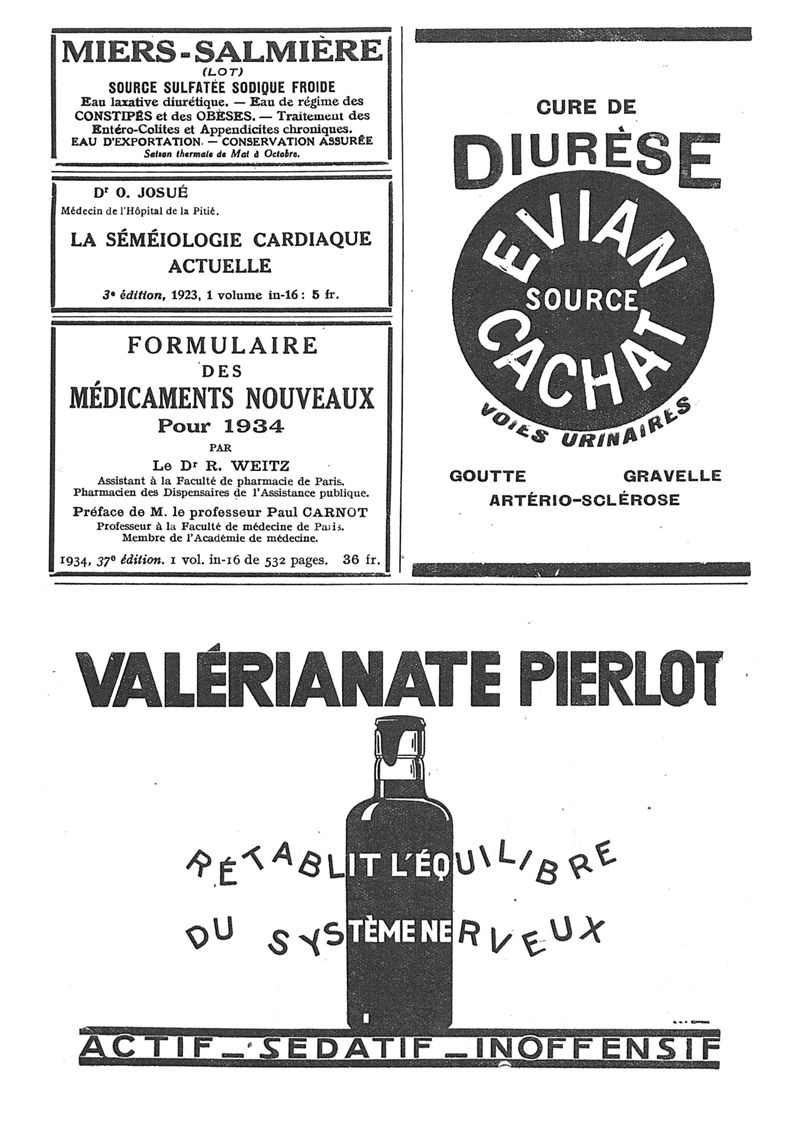 MIERS-SALMIÈRE
(LOT)
SOURCE SULFATÉE SODIQUE FROIDE
Eau laxative diurétique. — Eau de régime des
CONSTIPÉS et des OBÈSES. — Traitement des
Entéro-Colites et Appendicites chroniques.
EAU D'EXPORTATION. — CONSERVATION ASSURÉE
Saison thermale de Mai à Octobre.
Dr O. JOSUÉ
Médecin de l'Hôpital de la Pitié.
LA SÉMÉIOLOGIE CARDIAQUE
ACTUELLE
3e édition, 1923, 1 volume in-16 : 5 fr.
FORMULAIRE
DES
MÉDICAMENTS NOUVEAUX
Pour 1934
PAR
Le Dr R. WEITZ
Assistant à la Faculté de pharmacie de Paris.
Pharmacien des Dispensaires de l'Assistance publique.
Préface de M. le professeur Paul CARNOT
Professeur à la Faculté de médecine de Paris.
Membre de l'Académie de médecine.
1934, 37e édition. 1 vol. in-16 de 532 pages. 36 fr.
CURE DE
DIURÈSE
EVIAN
SOURCE
CACHAT
VOIES URINAIRES
GOUTTE GRAVELLE
ARTÉRIO-SCLÉROSE
VALÉRIANATE PIERLOT
RÉTABLIT L'ÉQUILIBRE
DU SYSTÈME NERVEUX
ACTIF _ SEDATIF _ INOFFENSIF